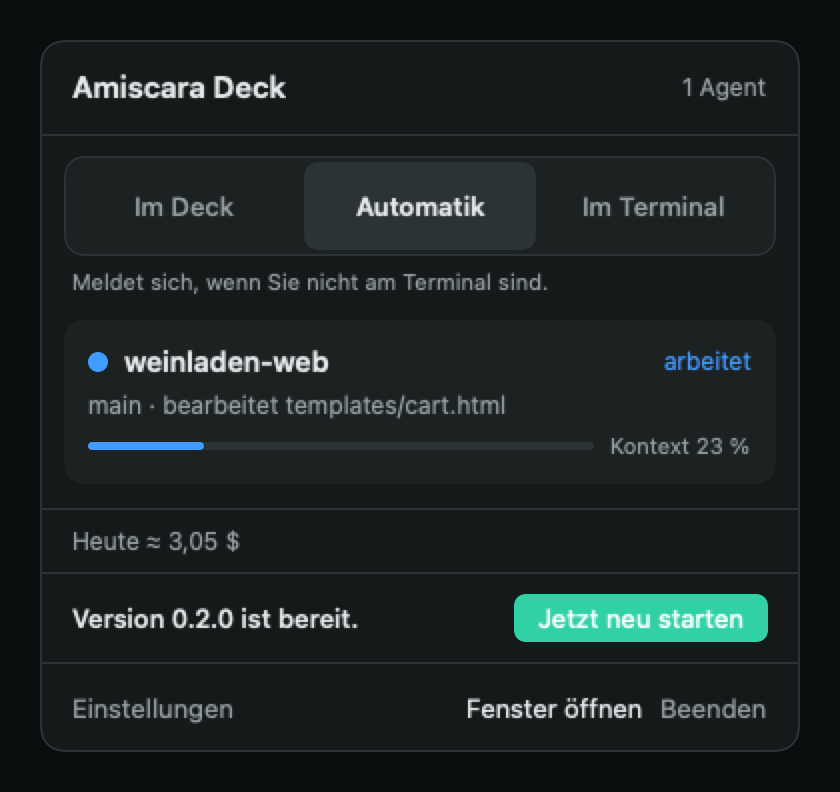 Amiscara Deck 1 Agent
Im Deck Automatik Im Terminal
Meldet sich, wenn Sie nicht am Terminal sind.
weinladen-web arbeitet
main · bearbeitet templates/cart.html
Kontext 23 %
Heute ≈ 3,05 $
Version 0.2.0 ist bereit. Jetzt neu starten
Einstellungen Fenster öffnen Beenden